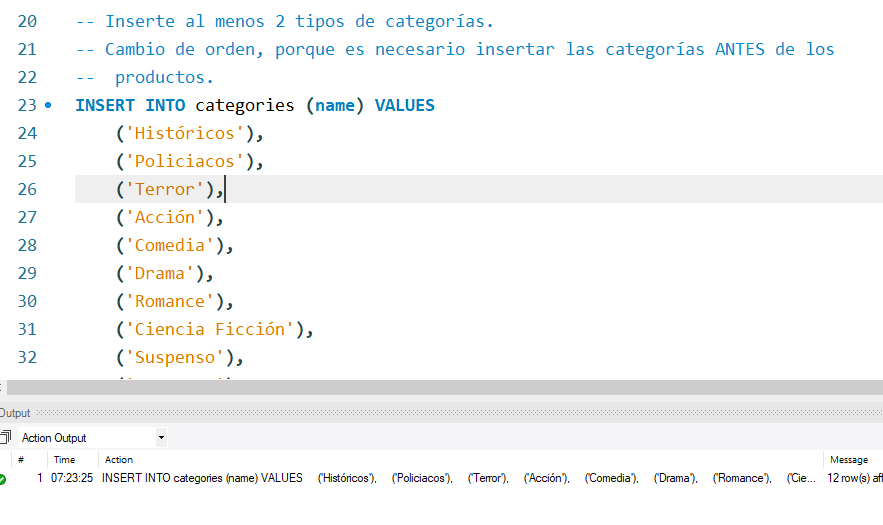 20 -- Inserte al menos 2 tipos de categorías.
21 -- Cambio de orden, porque es necesario insertar las categorías ANTES de los
22 --  productos.
23 INSERT INTO categories (name) VALUES
24 ('Históricos'),
25 ('Policiacos'),
26 ('Terror'),
27 ('Acción'),
28 ('Comedia'),
29 ('Drama'),
30 ('Romance'),
31 ('Ciencia Ficción'),
32 ('Suspenso'),
Output
Action Output
# Time Action Message
1 07:23:25 INSERT INTO categories (name) VALUES ('Históricos'), ('Policiacos'), ('Terror'), ('Acción'), ('Comedia'), ('Drama'), ('Romance'), ('Cie... 12 row(s) aff